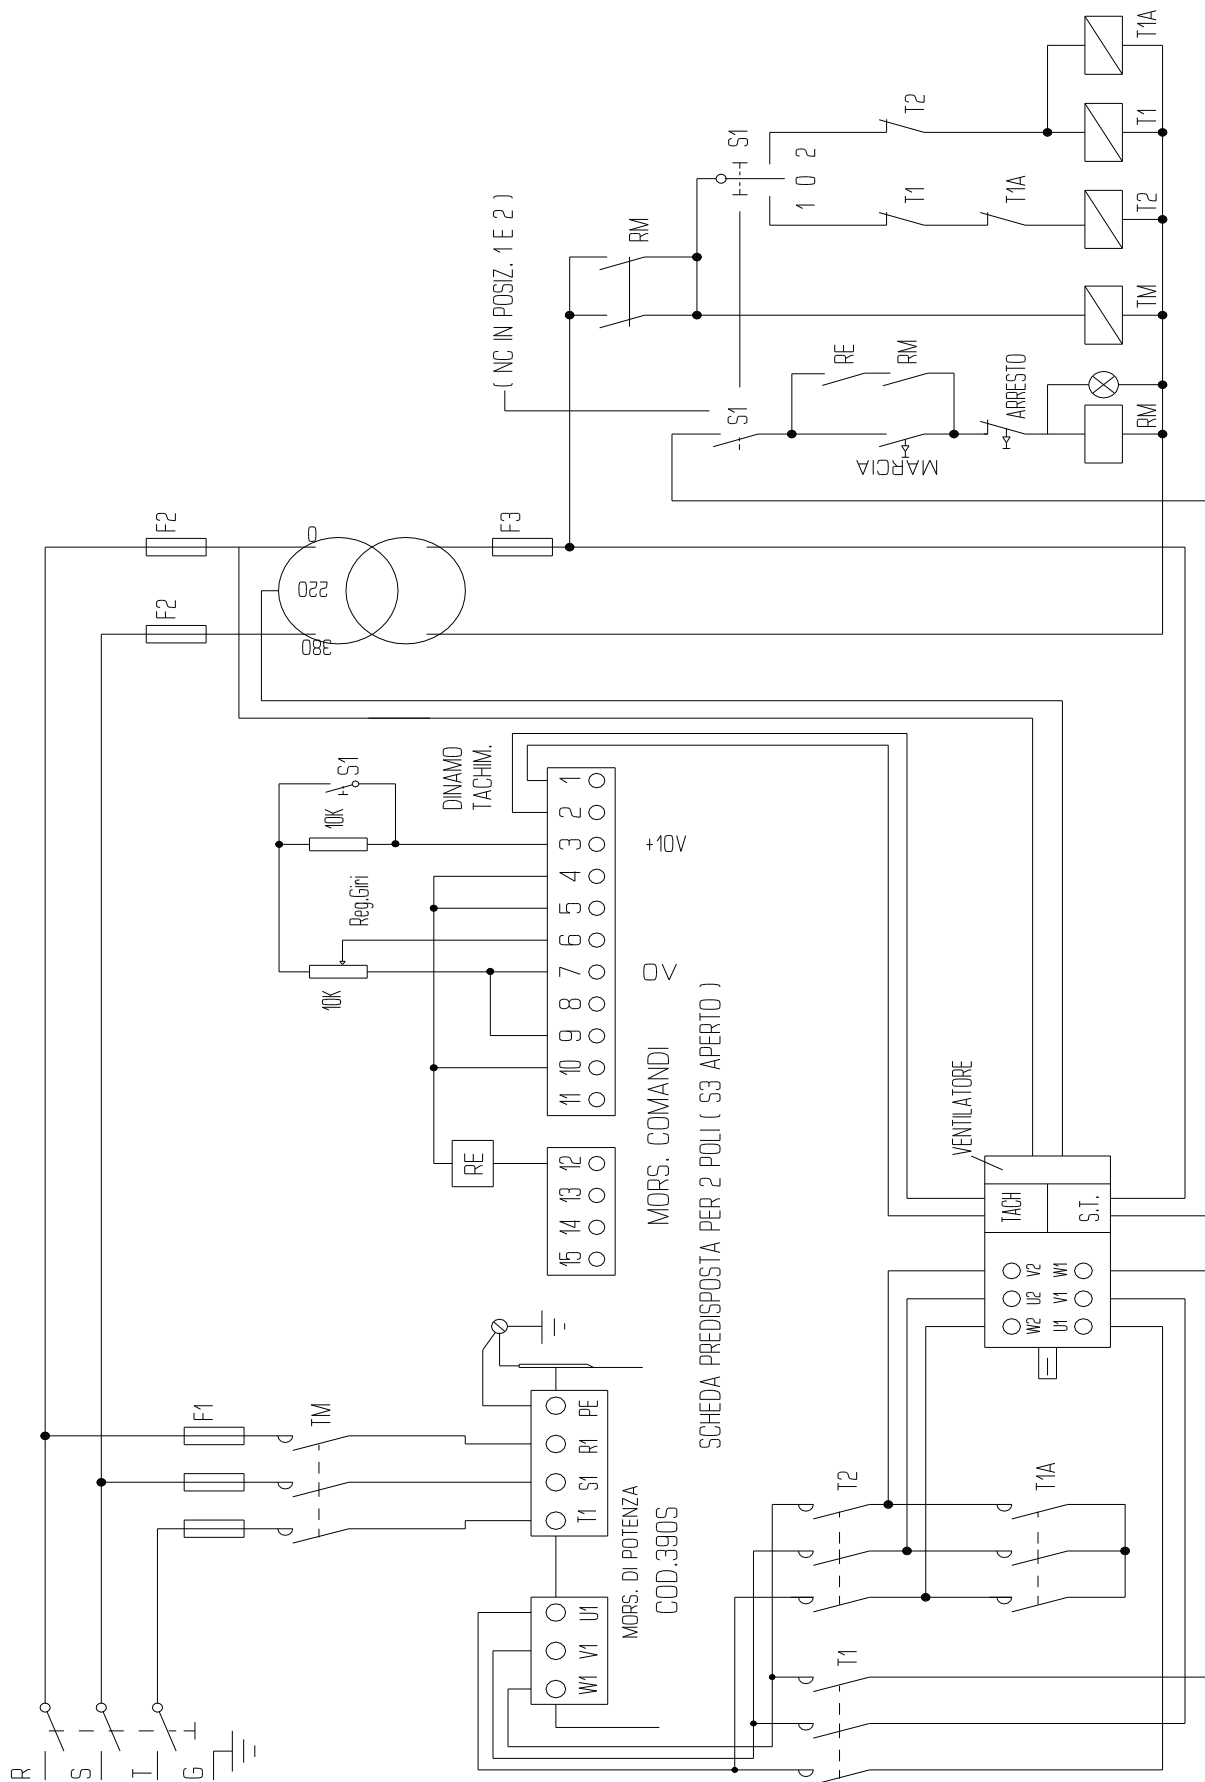 R
S
T
G
F1
TM
F2
F2
0
220
380
F3
( NC IN POSIZ. 1 E 2 )
RM
S1
1 0 2
T2
T1
T1A
S1
RE
RM
MARCIA
ARRESTO
RM
TM
T2
T1
T1A
10K
Reg.Giri
10K
S1
DINAMO
TACHIM.
RE
15 14 13 12
11 10 9 8 7 6 5 4 3 2 1
0V
+10V
MORS. COMANDI
SCHEDA PREDISPOSTA PER 2 POLI ( S3 APERTO )
W1 V1 U1
T1 S1 R1 PE
MORS. DI POTENZA
COD.390S
T1
T2
T1A
VENTILATORE
TACH
S.T.
W2 U2 V2
U1 V1 W1